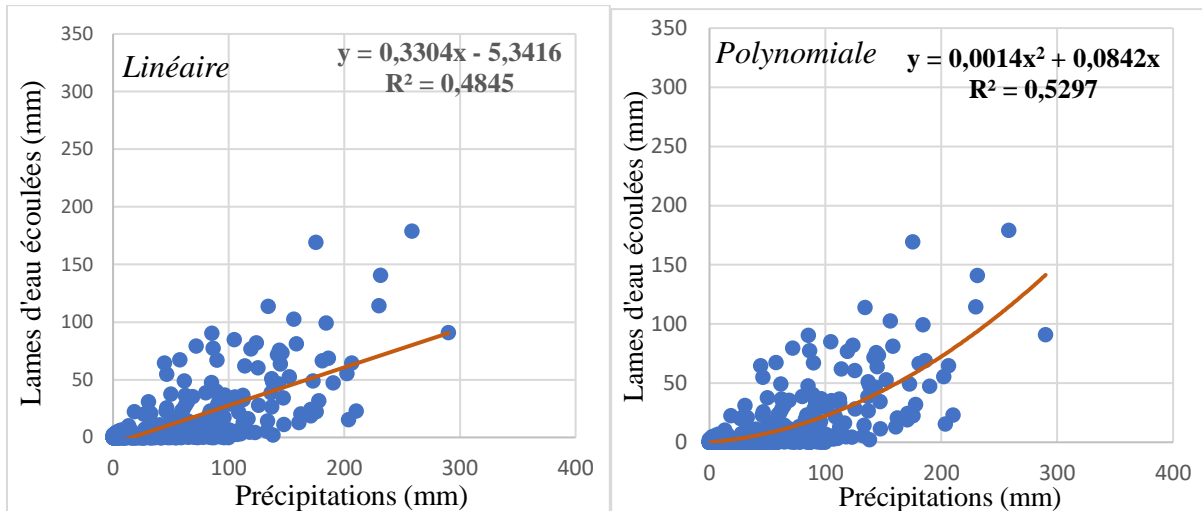 350
300
250
200
150
100
50
0
Lames d'eau écoulées (mm)
Linéaire
y = 0,3304x - 5,3416
R² = 0,4845
0 100 200 300 400
Précipitations (mm)
350
300
250
200
150
100
50
0
Lames d'eau écoulées (mm)
Polynomiale
y = 0,0014x² + 0,0842x
R² = 0,5297
0 100 200 300 400
Précipitations (mm)